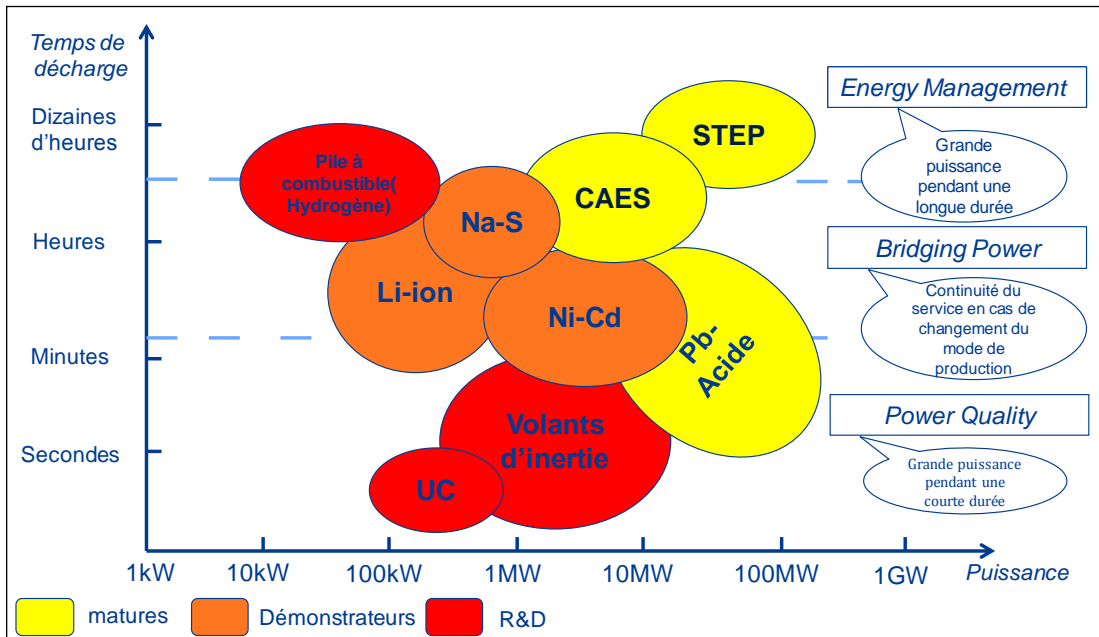 Temps de
décharge
Dizaines
d'heures
Heures
Minutes
Secondes
STEP
Pile à
combustible(
Hydrogène)
CAES
Na-S
Li-ion
Ni-Cd
Pb-
Acide
Volants
d'inertie
UC
Energy Management
Grande
puissance
pendant une
longue durée
Bridging Power
Continuité du
service en cas de
changement du
mode de
production
Power Quality
Grande puissance
pendant une
courte durée
1kW
10kW
100kW
1MW
10MW
100MW
1GW
Puissance
matures
Démonstrateurs
R&D